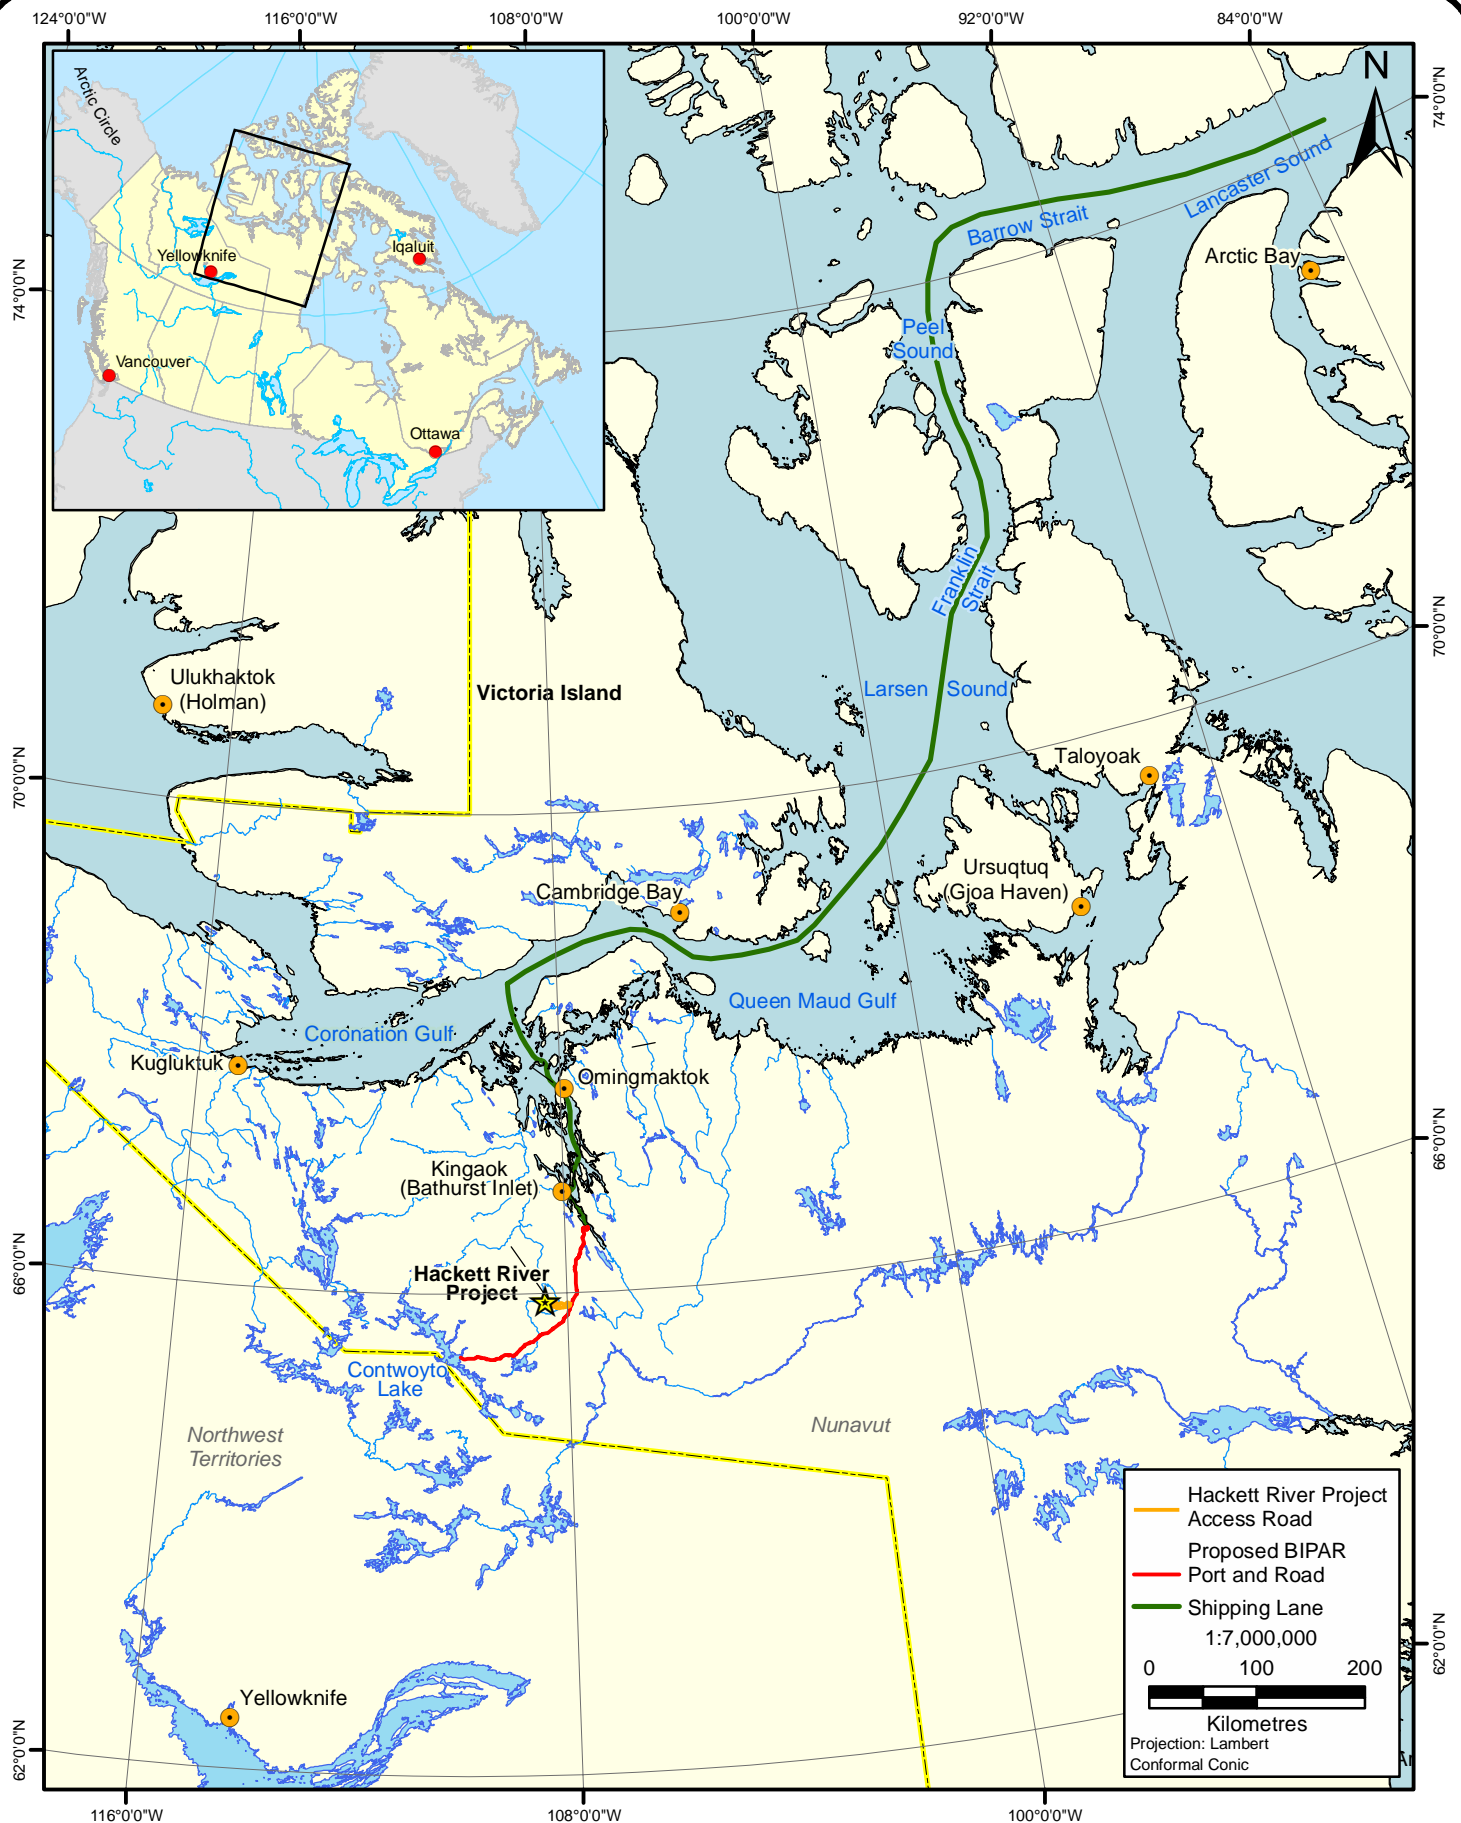 124°0'0"W
116°0'0"W
108°0'0"W
100°0'0"W
92°0'0"W
84°0'0"W
N
Arctic Circle
Yellowknife
Iqaluit
Vancouver
Ottawa
74°0'0"N
74°0'0"N
Lancaster Sound
Barrow Strait
Arctic Bay
Peel
Sound
Franklin
Strait
70°0'0"N
Ulukhaktok
(Holman)
Victoria Island
Larsen Sound
Taloyoak
70°0'0"N
Ursuqtuq
(Gjoa Haven)
Cambridge Bay
Queen Maud Gulf
Coronation Gulf
Kugluktuk
Omingmaktok
66°0'0"N
Kingaok
(Bathurst Inlet)
66°0'0"N
Hackett River
Project
Contwoyto
Lake
Northwest
Territories
Nunavut
Hackett River Project
Access Road
Proposed BIPAR
Port and Road
Shipping Lane
1:7,000,000
0 100 200
Kilometres
Projection: Lambert
Conformal Conic
62°0'0"N
Yellowknife
62°0'0"N
116°0'0"W
108°0'0"W
100°0'0"W